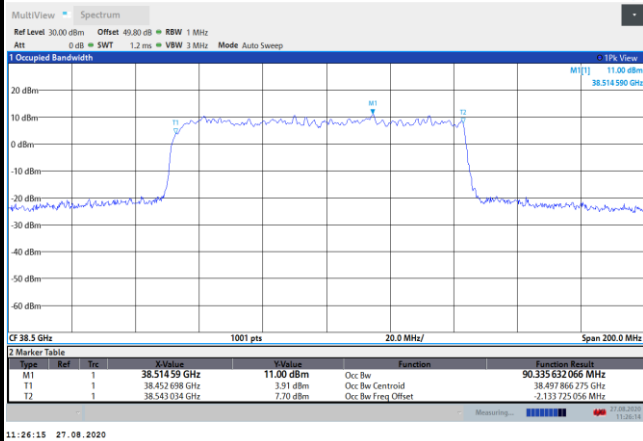 MultiView Spectrum
Ref Level 30.00 dBm Offset 49.80 dB RBW 1 MHz
Att 0 dB SWT 1.2 ms VBW 3 MHz Mode Auto Sweep
1 Occupied Bandwidth 1Pk View
M1[1] 11.00 dBm
38.514 590 GHz
20 dBm
M1
T2
10 dBm
T1
0 dBm
-10 dBm
-20 dBm
-30 dBm
-40 dBm
-50 dBm
-60 dBm
CF 38.5 GHz 1001 pts 20.0 MHz/ Span 200.0 MHz
2 Marker Table
Type Ref Trc X-Value Y-Value Function Function Result
M1 1 38.514 59 GHz 11.00 dBm Occ Bw 90.335 632 066 MHz
T1 1 38.452 698 GHz 3.91 dBm Occ Bw Centroid 38.497 866 275 GHz
T2 1 38.543 034 GHz 7.70 dBm Occ Bw Freq Offset -2.133 725 056 MHz
Measuring... 27.08.2020
11:26:14
11:26:15 27.08.2020